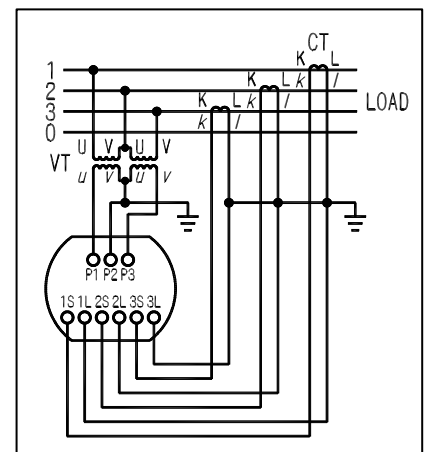 CT
K L
1
K L k l
2
K L k l
3
k l
0
LOAD
U V U V
VT
u v u v
P1 P2 P3
1S 1L 2S 2L 3S 3L